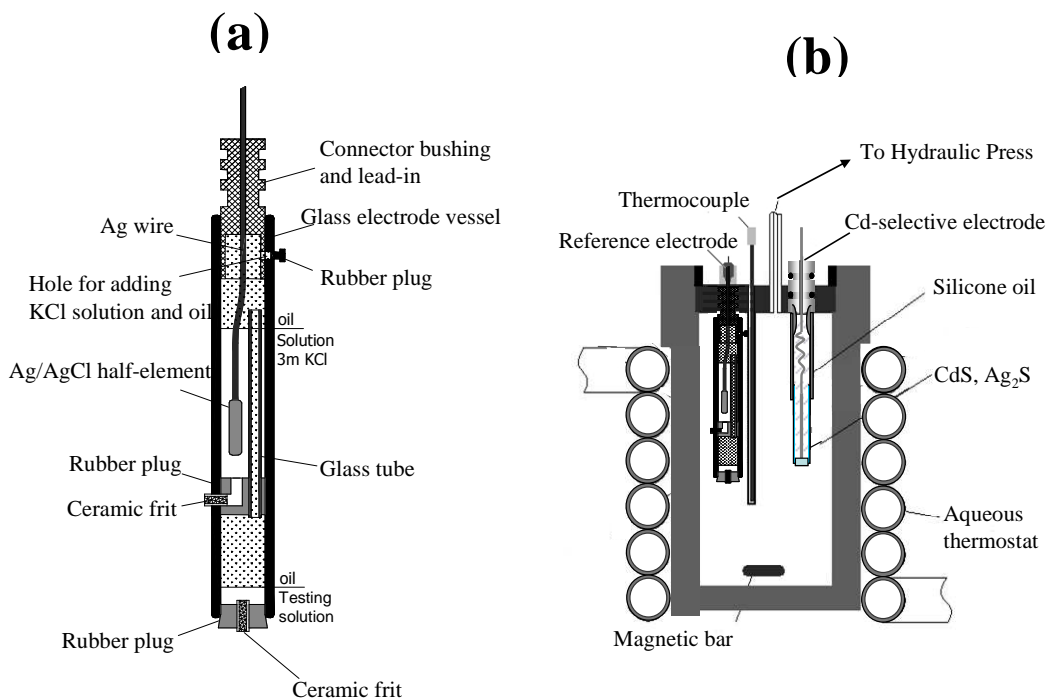 (a)
Connector bushing
and lead-in
Glass electrode vessel
Ag wire
Rubber plug
Hole for adding
KCl solution and oil
oil
Solution
3m KCl
Ag/AgCl half-element
Rubber plug
Glass tube
Ceramic frit
oil
Testing
solution
Rubber plug
Ceramic frit
(b)
To Hydraulic Press
Thermocouple
Cd-selective electrode
Reference electrode
Silicone oil
CdS, Ag₂S
Aqueous
thermostat
Magnetic bar